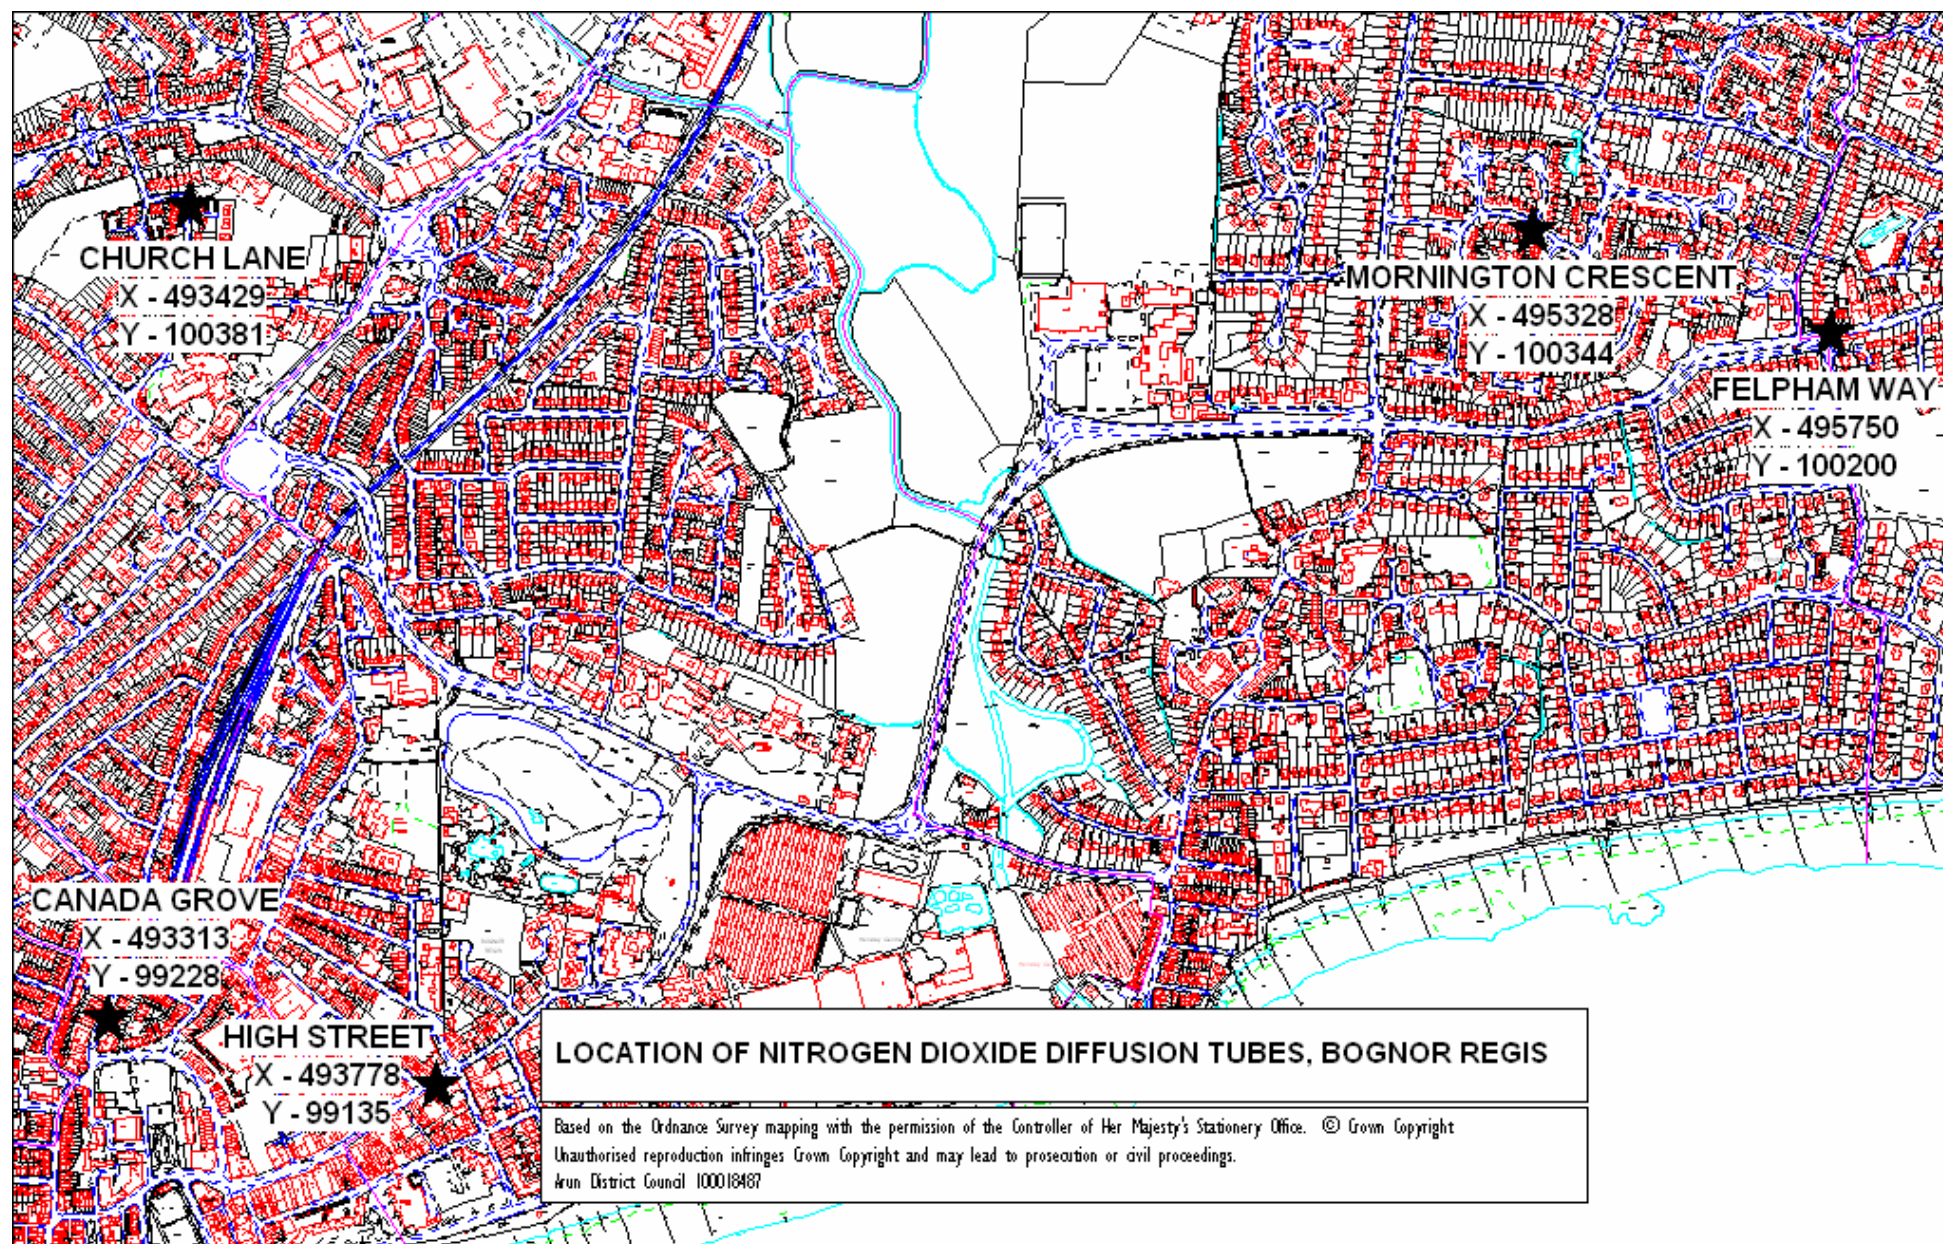 CHURCH LANE
X - 493429
Y - 100381
MORNINGTON CRESCENT
X - 495328
Y - 100344
FELPHAM WAY
X - 495750
Y - 100200
CANADA GROVE
X - 493313
Y - 99228
HIGH STREET
X - 493778
Y - 99135
LOCATION OF NITROGEN DIOXIDE DIFFUSION TUBES, BOGNOR REGIS
Based on the Ordnance Survey mapping with the permission of the Controller of Her Majesty's Stationery Office. © Crown Copyright
Unauthorised reproduction infringes Crown Copyright and may lead to prosecution or civil proceedings.
Arun District Council 100018487